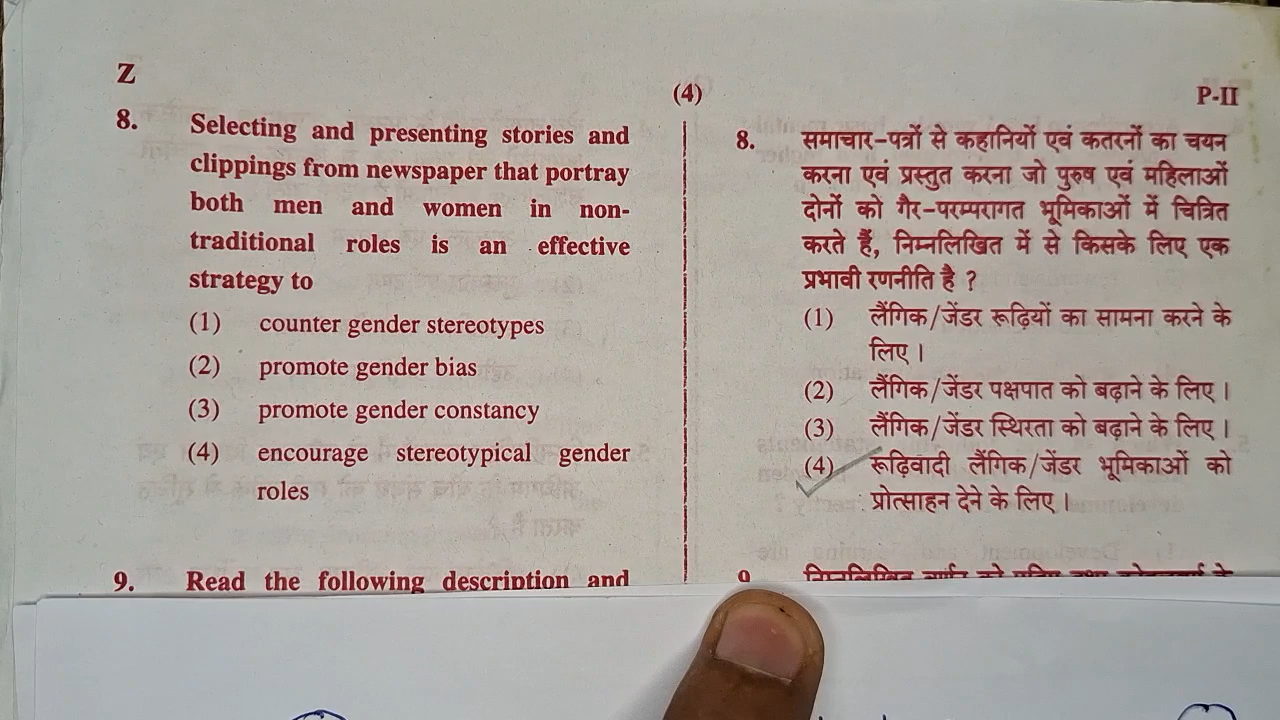 Z
(4)
P-II
8. Selecting and presenting stories and
clippings from newspaper that portray
both men and women in non-
traditional roles is an effective
strategy to
(1) counter gender stereotypes
(2) promote gender bias
(3) promote gender constancy
(4) encourage stereotypical gender
roles
9. Read the following description and
8. समाचार-पत्रों से कहानियों एवं कतरनों का चयन
करना एवं प्रस्तुत करना जो पुरुष एवं महिलाओं
दोनों को गैर-परम्परागत भूमिकाओं में चित्रित
करते हैं, निम्नलिखित में से किसके लिए एक
प्रभावी रणनीति है ?
(1) लैंगिक/जेंडर रूढ़ियों का सामना करने के
लिए ।
(2) लैंगिक/जेंडर पक्षपात को बढ़ाने के लिए ।
(3) लैंगिक/जेंडर स्थिरता को बढ़ाने के लिए ।
(4) रूढ़िवादी लैंगिक/जेंडर भूमिकाओं को
प्रोत्साहन देने के लिए ।